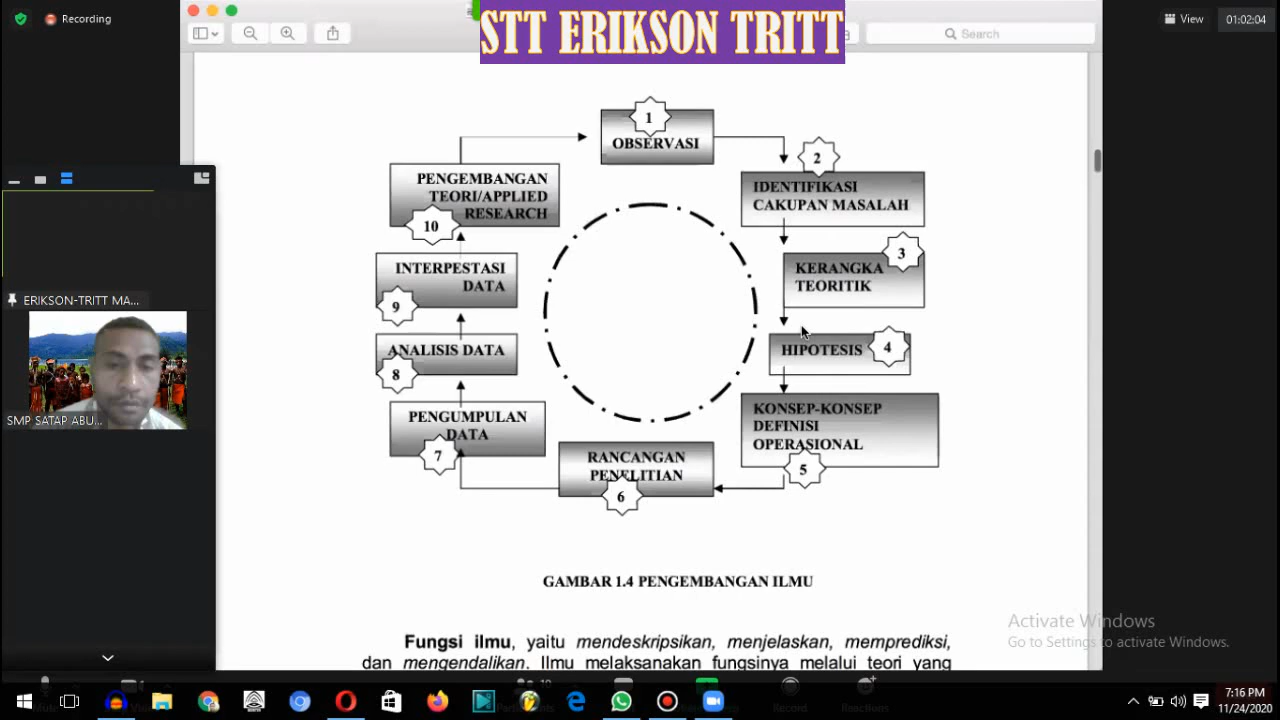 Recording
STT ERIKSON TRITT
Search
View
01:02:04
1
OBSERVASI
2
IDENTIFIKASI
CAKUPAN MASALAH
3
KERANGKA
TEORITIK
HIPOTESIS
4
KONSEP-KONSEP
DEFINISI
OPERASIONAL
5
RANCANGAN
PENELITIAN
6
PENGUMPULAN
DATA
7
ANALISIS DATA
8
INTERPESTASI
DATA
9
PENGEMBANGAN
TEORI/APPLIED
RESEARCH
10
GAMBAR 1.4 PENGEMBANGAN ILMU
Fungsi ilmu, yaitu mendeskripsikan, menjelaskan, memprediksi,
dan mengendalikan. Ilmu melaksanakan fungsinya melalui teori yang
ERIKSON-TRITT MA...
SMP SATAP ABU...
Activate Windows
Go to Settings to activate Windows.
Participants
10
Record
Reactions
7:16 PM
11/24/2020